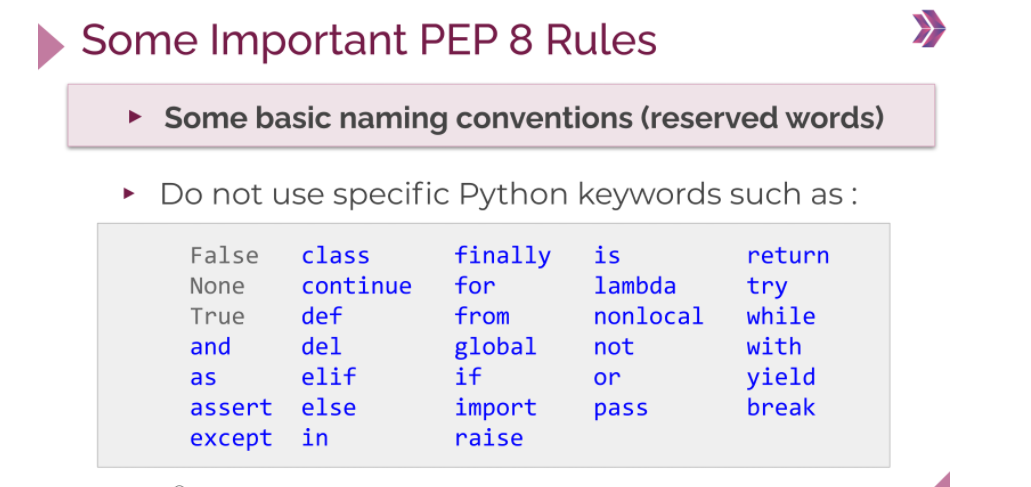 Some Important PEP 8 Rules
Some basic naming conventions (reserved words)
Do not use specific Python keywords such as :
False class finally is return
None continue for lambda try
True def from nonlocal while
and del global not with
as elif if or yield
assert else import pass break
except in raise